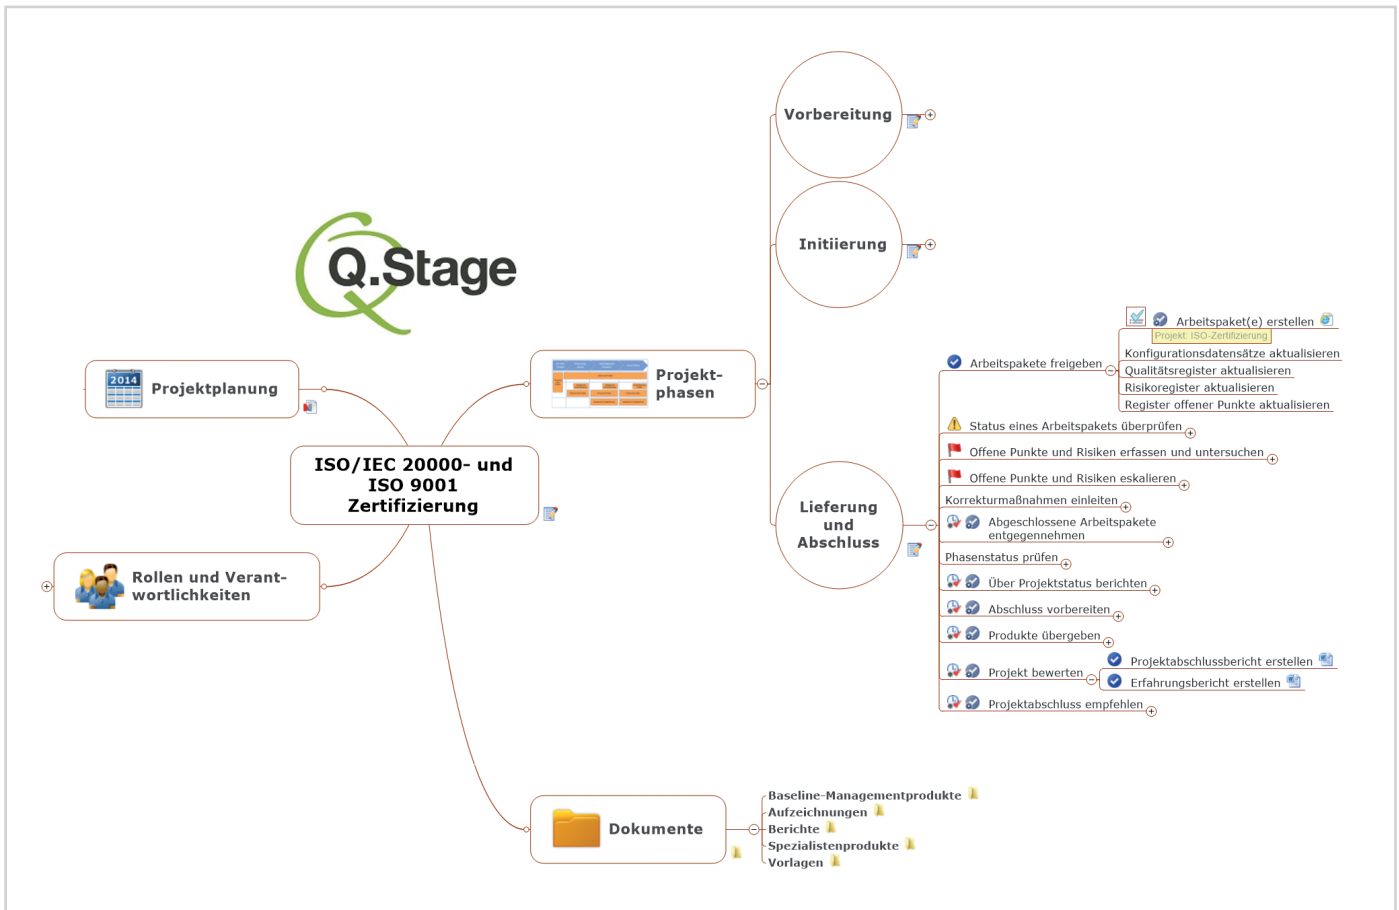 Vorbereitung
Initiierung
Q.Stage
Arbeitspaket(e) erstellen
Projekt: ISO-Zertifizierung
Konfigurationsdatensätze aktualisieren
Qualitätsregister aktualisieren
Risikoregister aktualisieren
Register offener Punkte aktualisieren
Arbeitspakete freigeben
2014
Projektplanung
Projekt-
phasen
Status eines Arbeitspakets überprüfen
Offene Punkte und Risiken erfassen und untersuchen
Offene Punkte und Risiken eskalieren
Korrekturmaßnahmen einleiten
Abgeschlossene Arbeitspakete
entgegennehmen
Phasenstatus prüfen
Über Projektstatus berichten
Abschluss vorbereiten
Produkte übergeben
Projekt bewerten
Projektabschlussbericht erstellen
Erfahrungsbericht erstellen
Projektabschluss empfehlen
ISO/IEC 20000- und
ISO 9001
Zertifizierung
Lieferung
und
Abschluss
Rollen und Verant-
wortlichkeiten
Dokumente
Baseline-Managementprodukte
Aufzeichnungen
Berichte
Spezialistenprodukte
Vorlagen